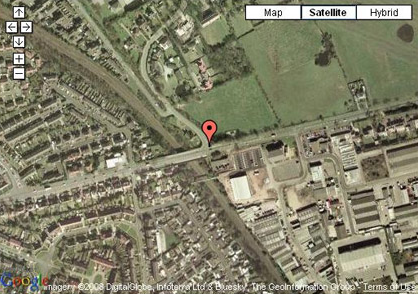 Map Satellite Hybrid
Google Imagery ©2008 DigitalGlobe, Infoterra Ltd & Bluesky, The GeoInformation Group - Terms of Use